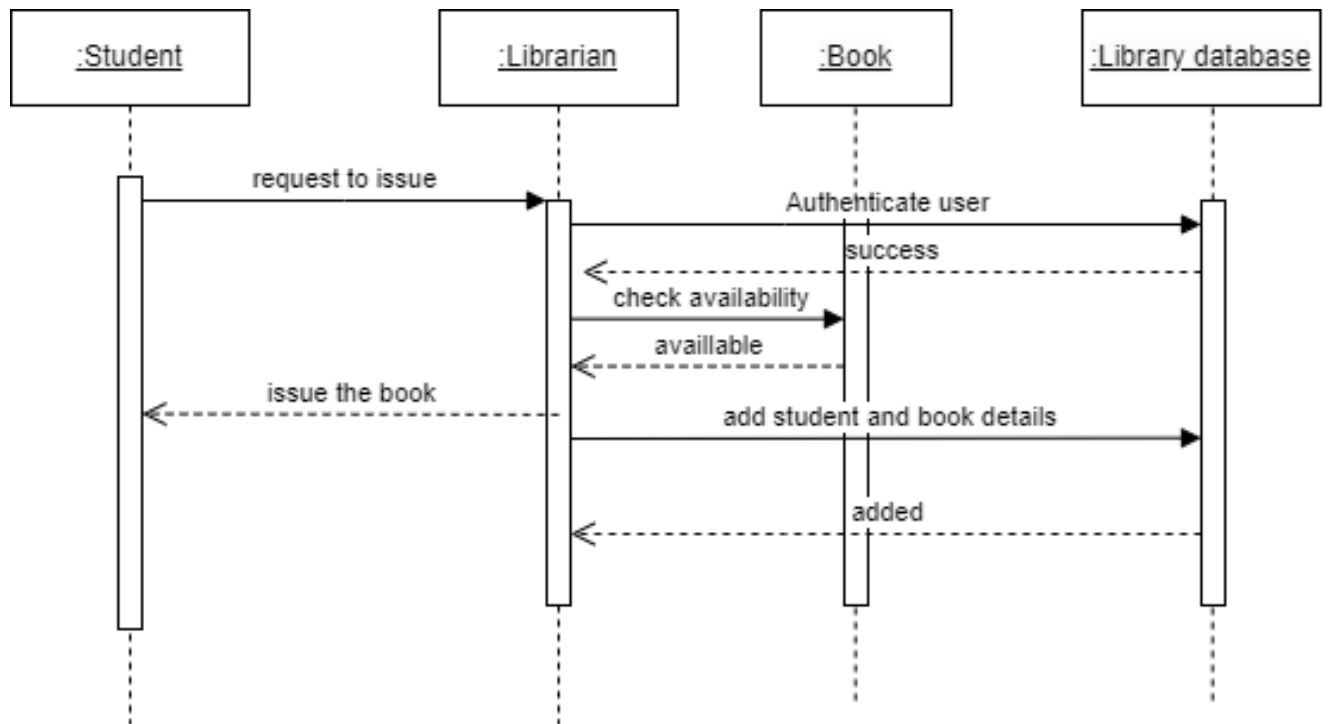 :Student
:Librarian
:Book
:Library database
request to issue
Authenticate user
success
check availability
availlable
issue the book
add student and book details
added